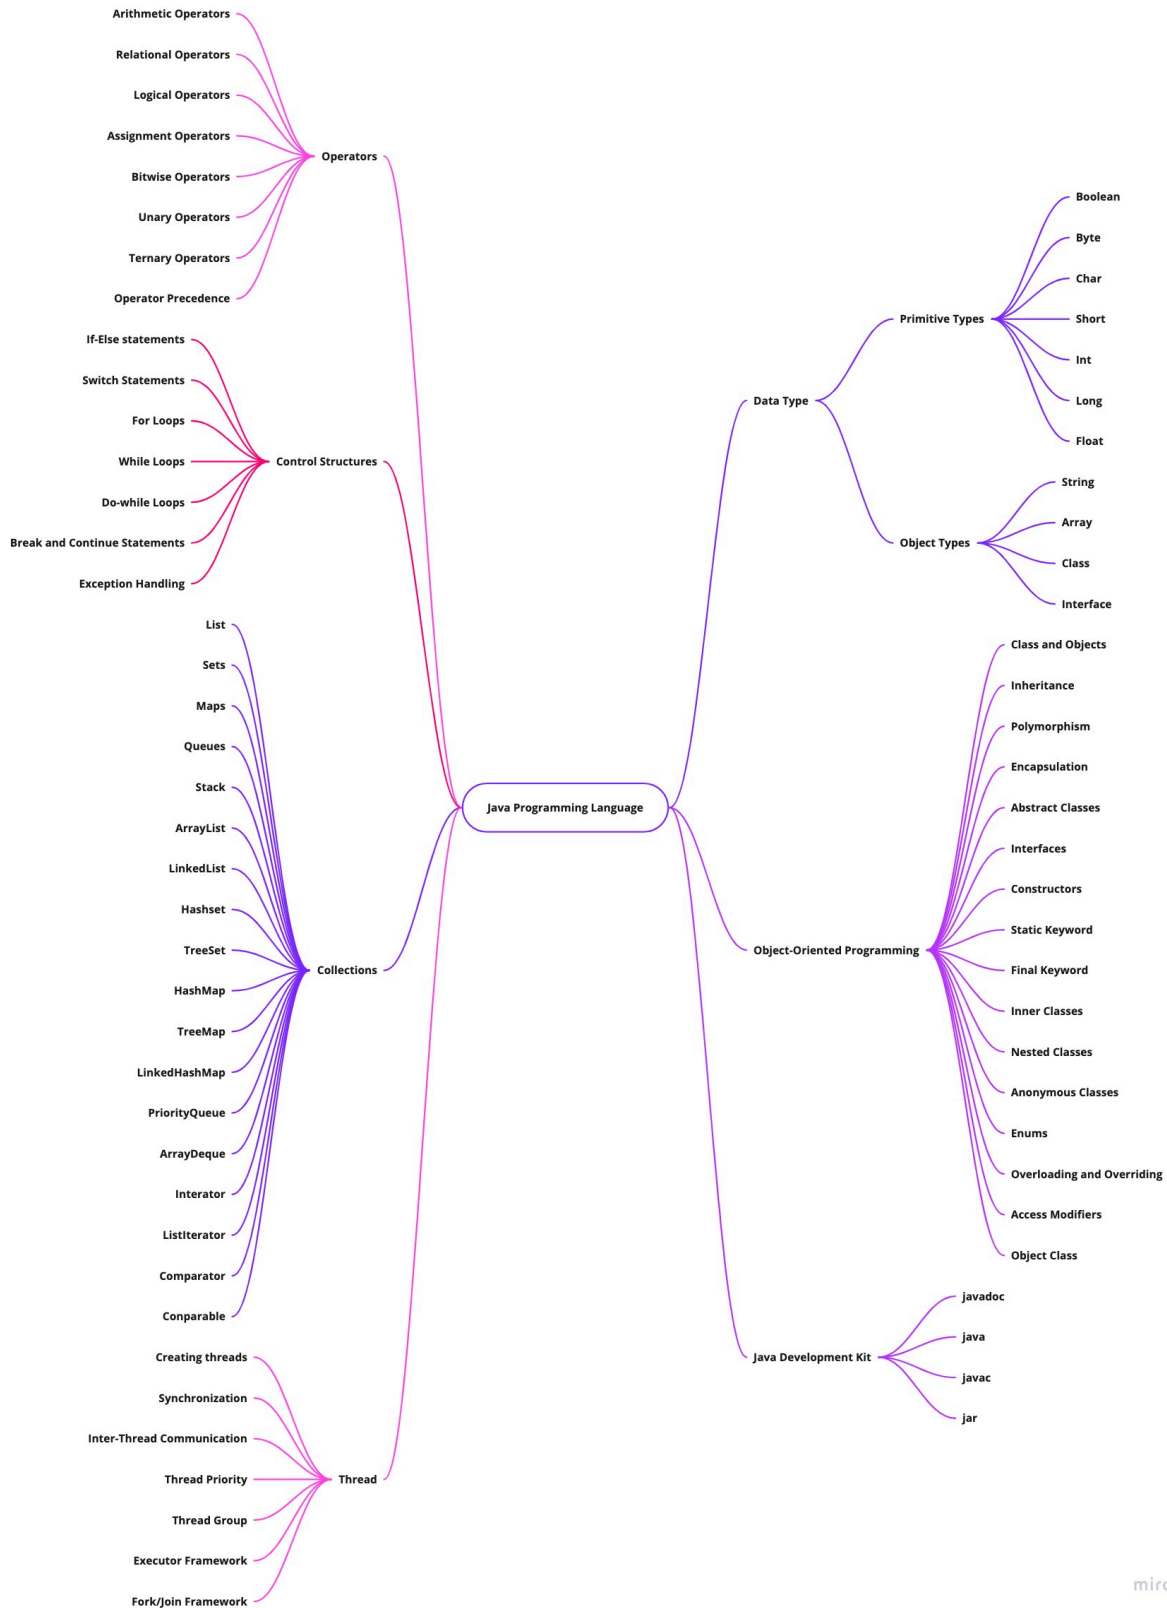 Java Programming Language
Operators
Arithmetic Operators
Relational Operators
Logical Operators
Assignment Operators
Bitwise Operators
Unary Operators
Ternary Operators
Operator Precedence
Control Structures
If-Else statements
Switch Statements
For Loops
While Loops
Do-while Loops
Break and Continue Statements
Exception Handling
Collections
List
Sets
Maps
Queues
Stack
ArrayList
LinkedList
Hashset
TreeSet
HashMap
TreeMap
LinkedHashMap
PriorityQueue
ArrayDeque
Interator
ListIterator
Comparator
Conparable
Thread
Creating threads
Synchronization
Inter-Thread Communication
Thread Priority
Thread Group
Executor Framework
Fork/Join Framework
Data Type
Primitive Types
Boolean
Byte
Char
Short
Int
Long
Float
Object Types
String
Array
Class
Interface
Object-Oriented Programming
Class and Objects
Inheritance
Polymorphism
Encapsulation
Abstract Classes
Interfaces
Constructors
Static Keyword
Final Keyword
Inner Classes
Nested Classes
Anonymous Classes
Enums
Overloading and Overriding
Access Modifiers
Object Class
Java Development Kit
javadoc
java
javac
jar